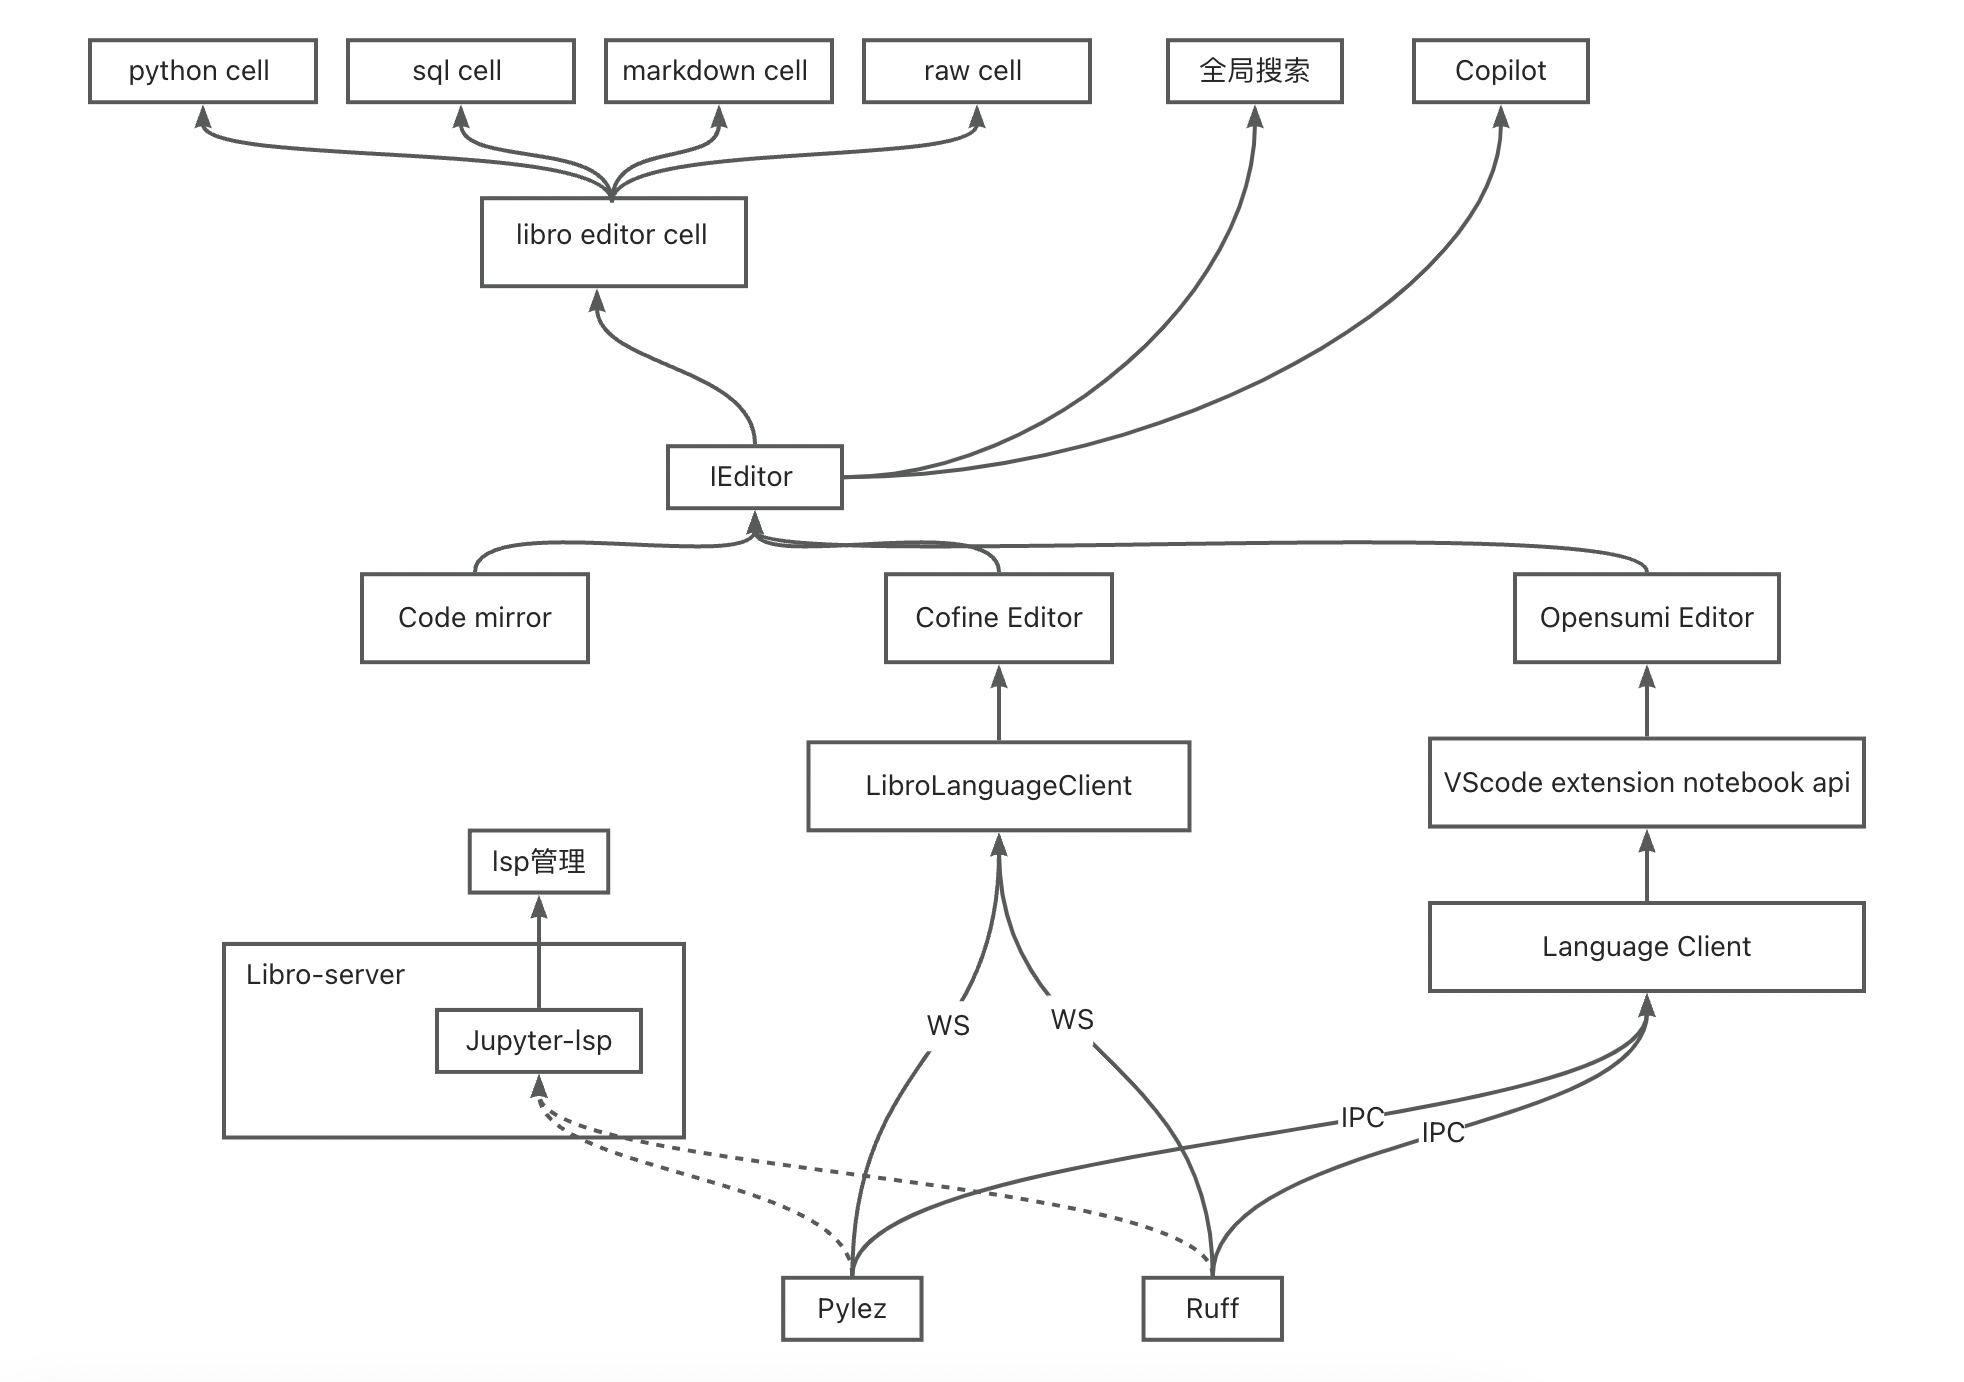 python cell
sql cell
markdown cell
raw cell
全局搜索
Copilot
libro editor cell
IEditor
Code mirror
Cofine Editor
Opensumi Editor
LibroLanguageClient
VScode extension notebook api
lsp管理
Language Client
Libro-server
Jupyter-lsp
WS
WS
IPC
IPC
Pylez
Ruff